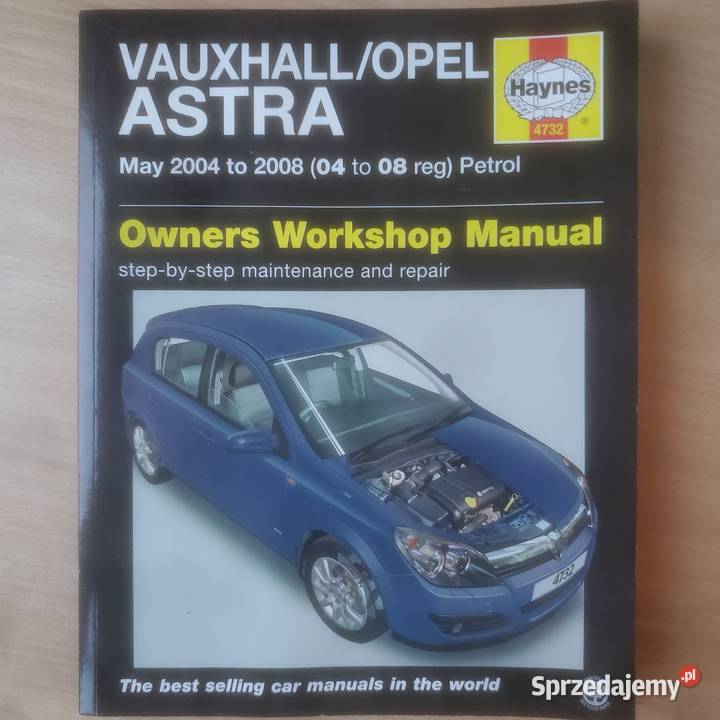 VAUXHALL/OPEL
ASTRA
Haynes
4732
®
May 2004 to 2008 (04 to 08 reg) Petrol
Owners Workshop Manual
step-by-step maintenance and repair
4732
The best selling car manuals in the world
Sprzedajemy.pl